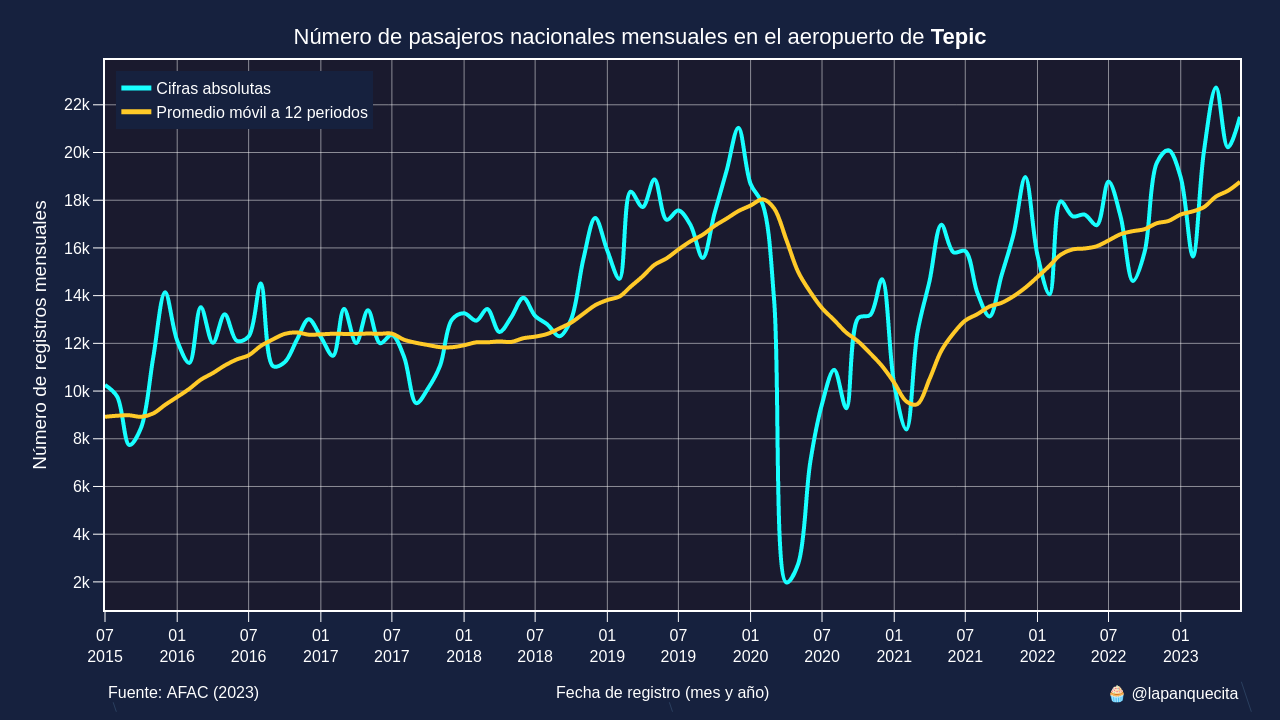 Número de pasajeros nacionales mensuales en el aeropuerto de Tepic
Cifras absolutas
Promedio móvil a 12 periodos
Número de registros mensuales
22k
20k
18k
16k
14k
12k
10k
8k
6k
4k
2k
07 01 07 01 07 01 07 01 07 01 07 01 07 01 07 01
2015 2016 2016 2017 2017 2018 2018 2019 2019 2020 2020 2021 2021 2022 2022 2023
Fuente: AFAC (2023) Fecha de registro (mes y año) 🧁 @lapanquecita